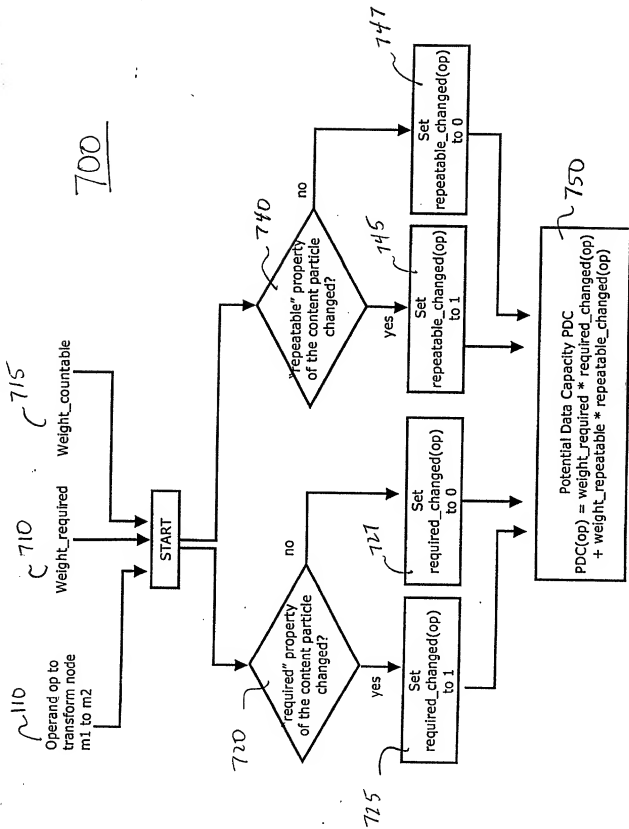 700
110
710
715
Operand op to
transform node
m1 to m2
Weight_required
Weight_countable
START
720
"required" property
of the content particle
changed?
yes
no
740
"repeatable" property
of the content particle
changed?
yes
no
725
Set
required_changed(op)
to 1
727
Set
required_changed(op)
to 0
745
Set
repeatable_changed(op)
to 1
747
Set
repeatable_changed(op)
to 0
750
Potential Data Capacity PDC
PDC(op) = weight_required * required_changed(op)
+ weight_repeatable * repeatable_changed(op)